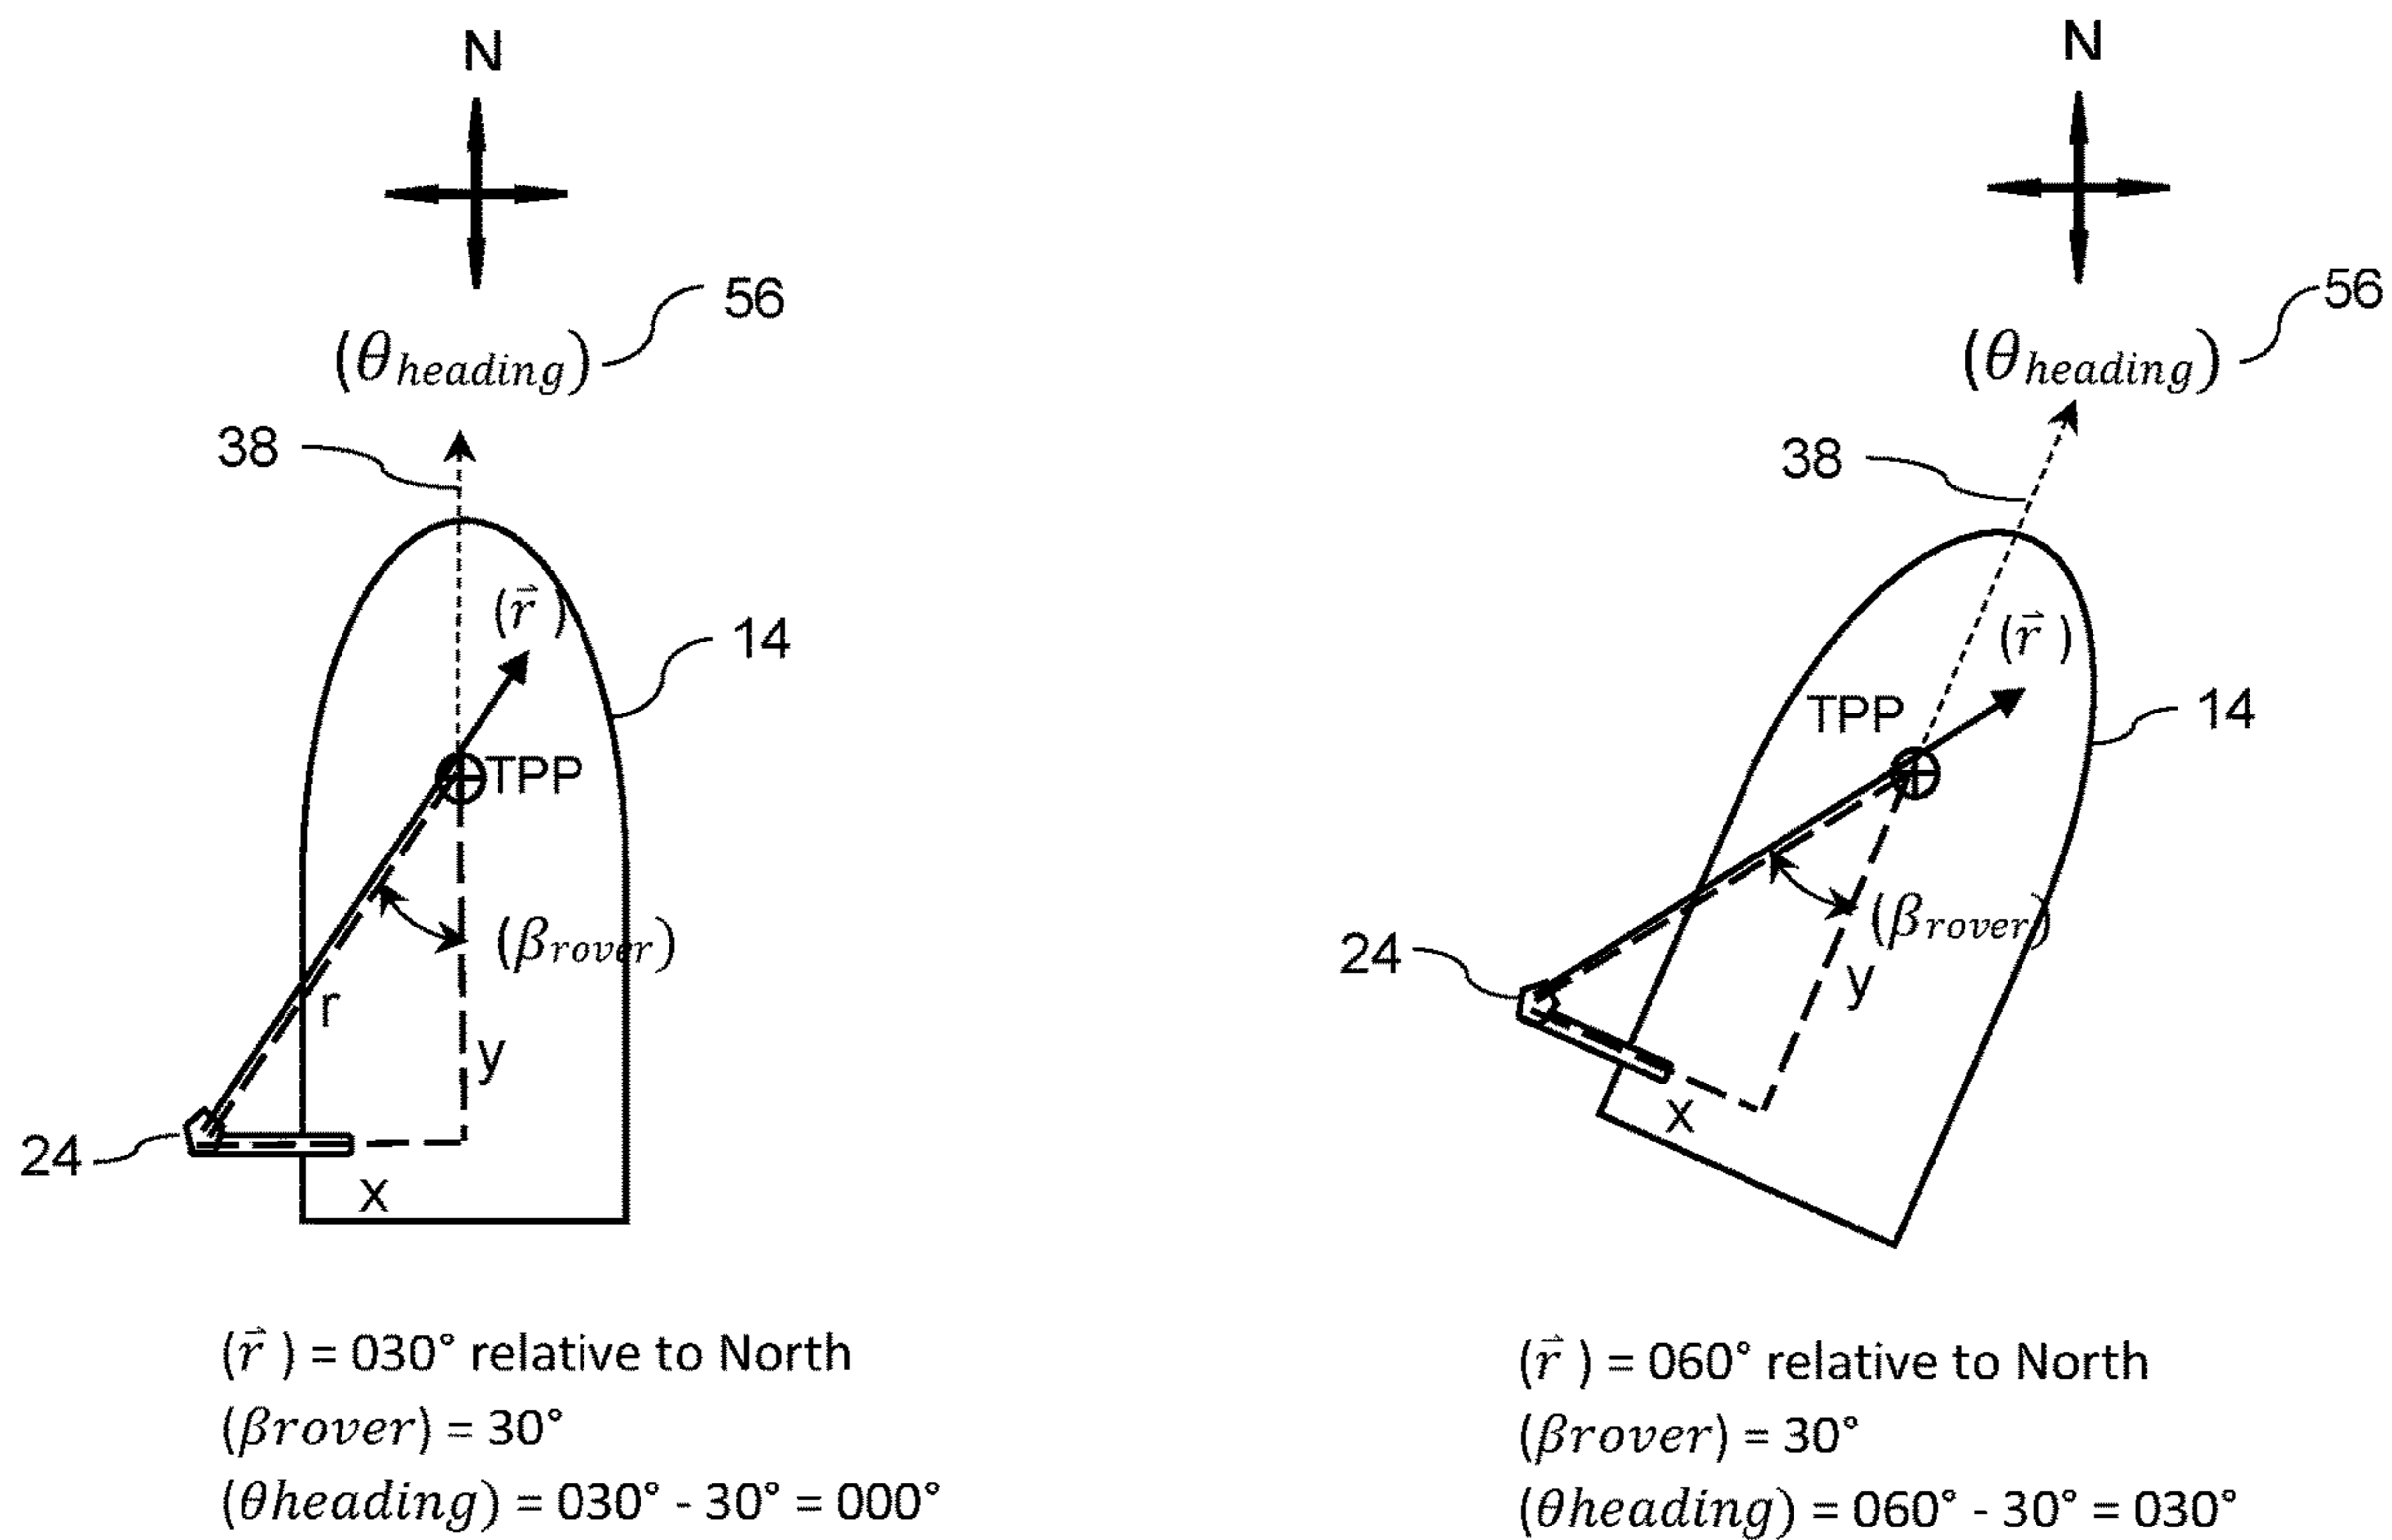 N
56
(θheading)
38
(r⃗ )
14
TPP
(βrover)
r
y
24
x
(r⃗ ) = 030° relative to North
(βrover) = 30°
(θheading) = 030° - 30° = 000°
N
56
(θheading)
38
(r⃗ )
TPP
14
(βrover)
24
y
x
(r⃗ ) = 060° relative to North
(βrover) = 30°
(θheading) = 060° - 30° = 030°